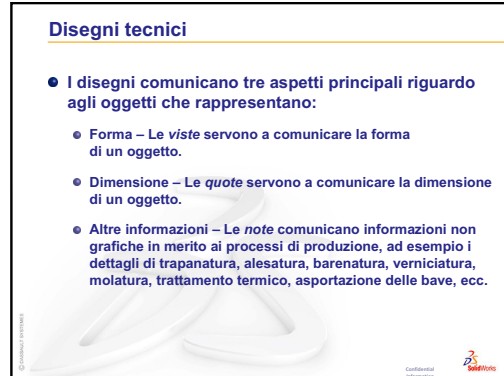 Disegni tecnici
I disegni comunicano tre aspetti principali riguardo
agli oggetti che rappresentano:
Forma – Le viste servono a comunicare la forma
di un oggetto.
Dimensione – Le quote servono a comunicare la dimensione
di un oggetto.
Altre informazioni – Le note comunicano informazioni non
grafiche in merito ai processi di produzione, ad esempio i
dettagli di trapanatura, alesatura, barenatura, verniciatura,
molatura, trattamento termico, asportazione delle bave, ecc.
© DASSAULT SYSTEMES
Confidential
information
SolidWorks